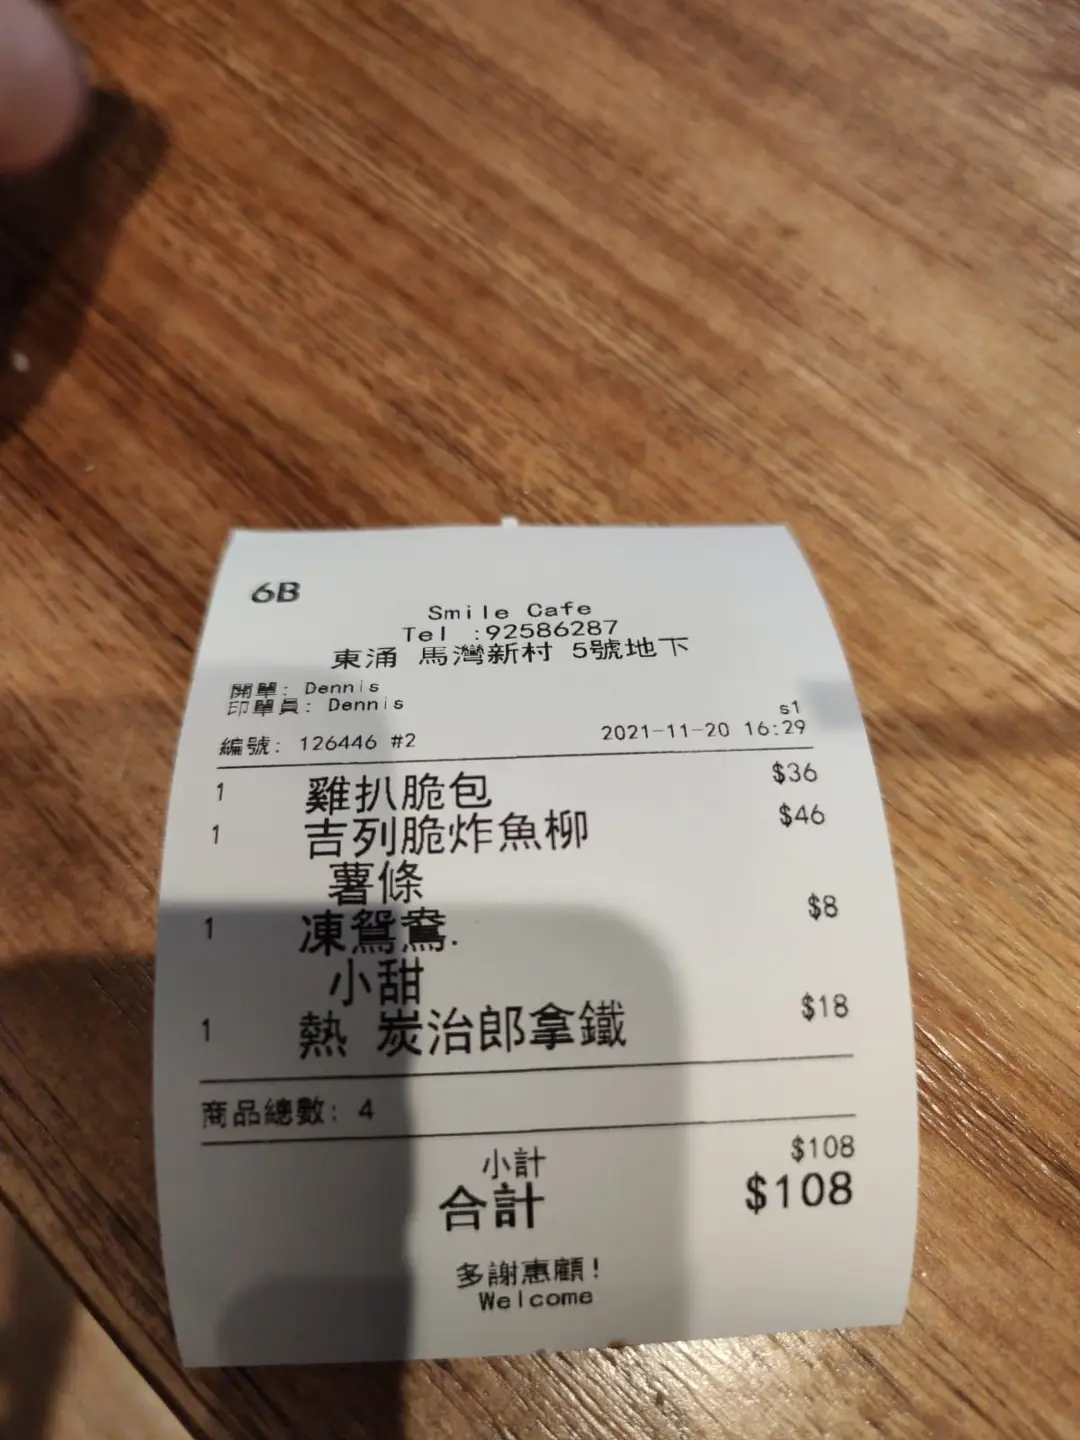 6B
Smile Cafe
Tel :92586287
東涌 馬灣新村 5號地下
開單: Dennis
印單員: Dennis
s1
編號: 126446 #2 2021-11-20 16:29
1 雞扒脆包 $36
1 吉列脆炸魚柳 $46
薯條
1 凍鴛鴦. $8
小甜
1 熱 炭治郎拿鐵 $18
商品總數: 4
小計 $108
合計 $108
多謝惠顧!
Welcome